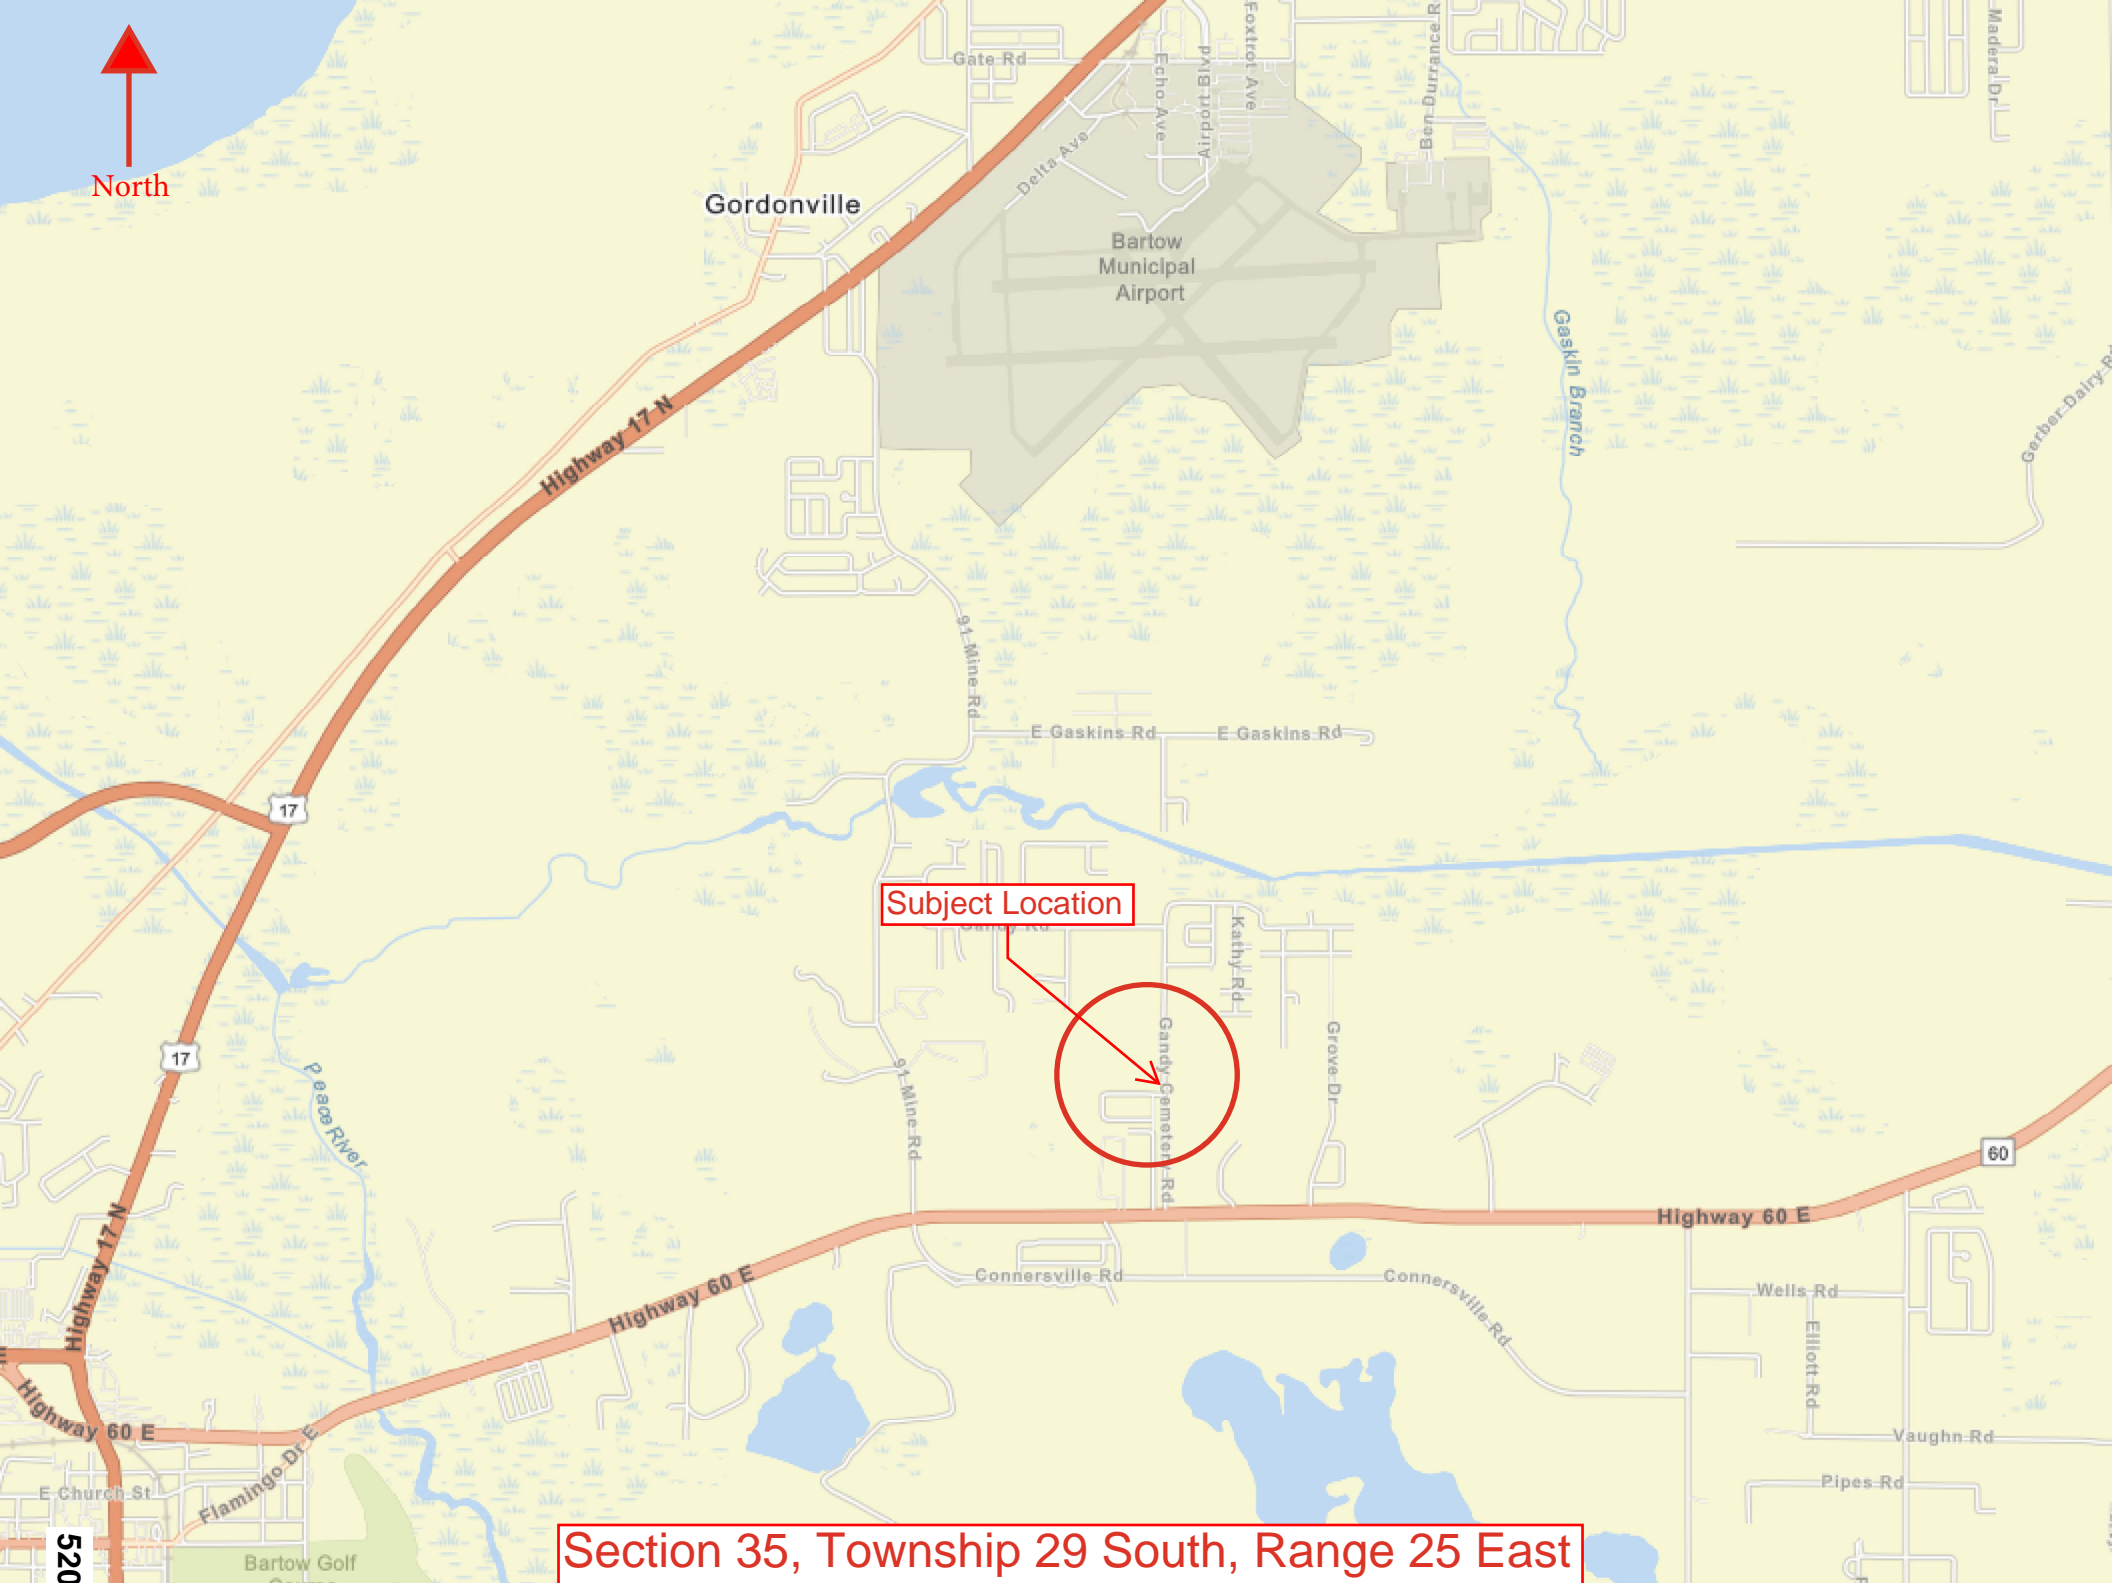 Gate Rd
Echo Ave
Airport Blvd
Foxtrot Ave
Ben Durrance R
Madera Dr
Delta Ave
North
Gordonville
Bartow
Municipal
Airport
Gaskin Branch
Gerber Dairy R
Highway 17 N
91 Mine Rd
E Gaskins Rd
E Gaskins Rd
17
Subject Location
Gandy Rd
Kathy Rd
17
Peace River
91 Mine Rd
Gandy Cemetery Rd
Grove Dr
60
Highway 17 N
Highway 60 E
Highway 60 E
Connersville Rd
Connersville Rd
Wells Rd
Elliott Rd
Highway 60 E
Flamingo Dr E
Vaughn Rd
E Church St
Pipes Rd
520
Bartow Golf
Section 35, Township 29 South, Range 25 East